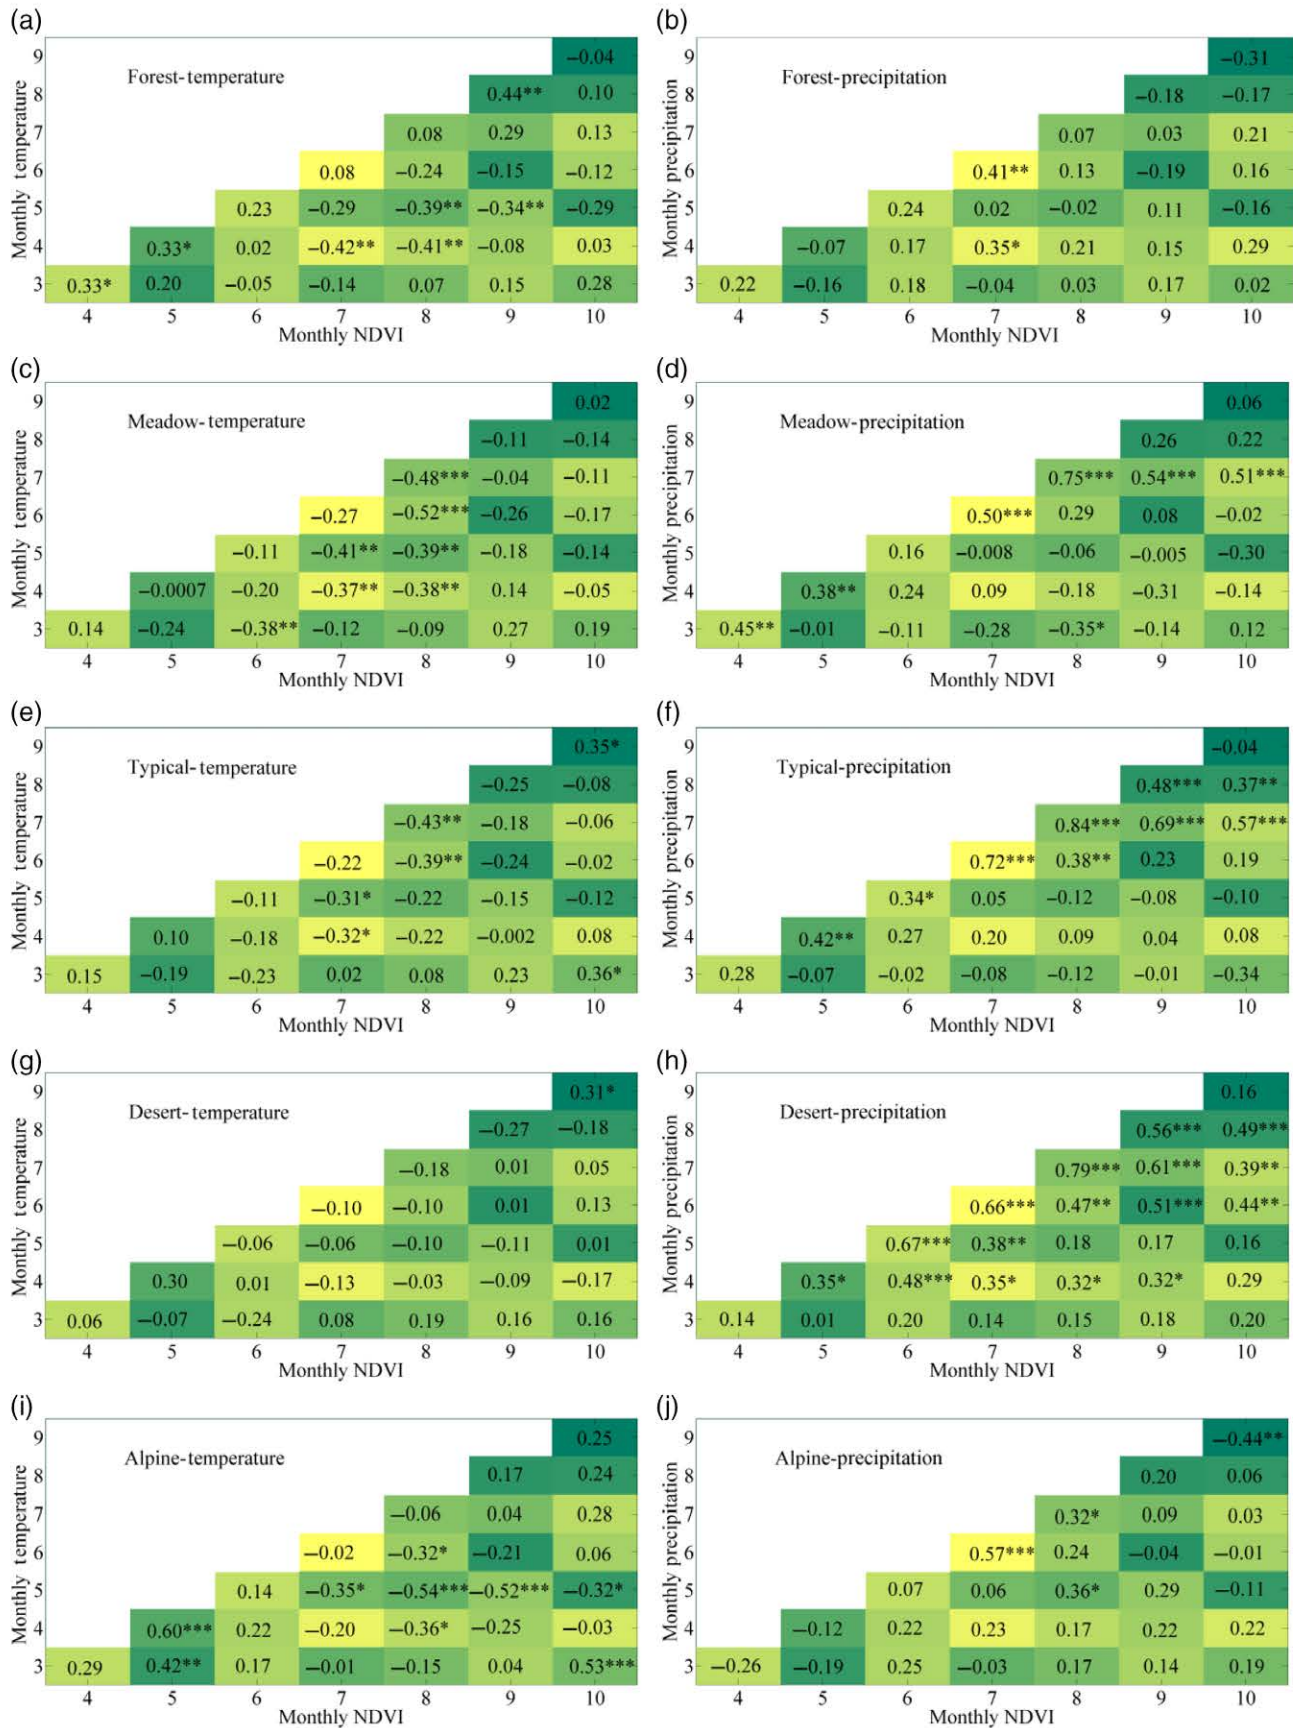 (a) (b)
9 −0.04 9 −0.31
Forest-temperature Forest-precipitation
8 0.44** 0.10 8 −0.18 −0.17
7 0.08 0.29 0.13 7 0.07 0.03 0.21
6 0.08 −0.24 −0.15 −0.12 6 0.41** 0.13 −0.19 0.16
5 0.23 −0.29 −0.39** −0.34** −0.29 5 0.24 0.02 −0.02 0.11 −0.16
4 0.33* 0.02 −0.42** −0.41** −0.08 0.03 4 −0.07 0.17 0.35* 0.21 0.15 0.29
3 0.33* 0.20 −0.05 −0.14 0.07 0.15 0.28 3 0.22 −0.16 0.18 −0.04 0.03 0.17 0.02
4 5 6 7 8 9 10 4 5 6 7 8 9 10
Monthly NDVI Monthly NDVI
Monthly temperature Monthly precipitation
(c) (d)
9 0.02 9 0.06
Meadow-temperature Meadow-precipitation
8 −0.11 −0.14 8 0.26 0.22
7 −0.48*** −0.04 −0.11 7 0.75*** 0.54*** 0.51***
6 −0.27 −0.52*** −0.26 −0.17 6 0.50*** 0.29 0.08 −0.02
5 −0.11 −0.41** −0.39** −0.18 −0.14 5 0.16 −0.008 −0.06 −0.005 −0.30
4 −0.0007 −0.20 −0.37** −0.38** 0.14 −0.05 4 0.38** 0.24 0.09 −0.18 −0.31 −0.14
3 0.14 −0.24 −0.38** −0.12 −0.09 0.27 0.19 3 0.45** −0.01 −0.11 −0.28 −0.35* −0.14 0.12
4 5 6 7 8 9 10 4 5 6 7 8 9 10
Monthly NDVI Monthly NDVI
Monthly temperature Monthly precipitation
(e) (f)
9 0.35* 9 −0.04
Typical-temperature Typical-precipitation
8 −0.25 −0.08 8 0.48*** 0.37**
7 −0.43** −0.18 −0.06 7 0.84*** 0.69*** 0.57***
6 −0.22 −0.39** −0.24 −0.02 6 0.72*** 0.38** 0.23 0.19
5 −0.11 −0.31* −0.22 −0.15 −0.12 5 0.34* 0.05 −0.12 −0.08 −0.10
4 0.10 −0.18 −0.32* −0.22 −0.002 0.08 4 0.42** 0.27 0.20 0.09 0.04 0.08
3 0.15 −0.19 −0.23 0.02 0.08 0.23 0.36* 3 0.28 −0.07 −0.02 −0.08 −0.12 −0.01 −0.34
4 5 6 7 8 9 10 4 5 6 7 8 9 10
Monthly NDVI Monthly NDVI
Monthly temperature Monthly precipitation
(g) (h)
9 0.31* 9 0.16
Desert-temperature Desert-precipitation
8 −0.27 −0.18 8 0.56*** 0.49***
7 −0.18 0.01 0.05 7 0.79*** 0.61*** 0.39**
6 −0.10 −0.10 0.01 0.13 6 0.66*** 0.47** 0.51*** 0.44**
5 −0.06 −0.06 −0.10 −0.11 0.01 5 0.67*** 0.38** 0.18 0.17 0.16
4 0.30 0.01 −0.13 −0.03 −0.09 −0.17 4 0.35* 0.48*** 0.35* 0.32* 0.32* 0.29
3 0.06 −0.07 −0.24 0.08 0.19 0.16 0.16 3 0.14 0.01 0.20 0.14 0.15 0.18 0.20
4 5 6 7 8 9 10 4 5 6 7 8 9 10
Monthly NDVI Monthly NDVI
Monthly temperature Monthly precipitation
(i) (j)
9 0.25 9 −0.44**
Alpine-temperature Alpine-precipitation
8 0.17 0.24 8 0.20 0.06
7 −0.06 0.04 0.28 7 0.32* 0.09 0.03
6 −0.02 −0.32* −0.21 0.06 6 0.57*** 0.24 −0.04 −0.01
5 0.14 −0.35* −0.54*** −0.52*** −0.32* 5 0.07 0.06 0.36* 0.29 −0.11
4 0.60*** 0.22 −0.20 −0.36* −0.25 −0.03 4 −0.12 0.22 0.23 0.17 0.22 0.22
3 0.29 0.42** 0.17 −0.01 −0.15 0.04 0.53*** 3 −0.26 −0.19 0.25 −0.03 0.17 0.14 0.19
4 5 6 7 8 9 10 4 5 6 7 8 9 10
Monthly NDVI Monthly NDVI
Monthly temperature Monthly precipitation